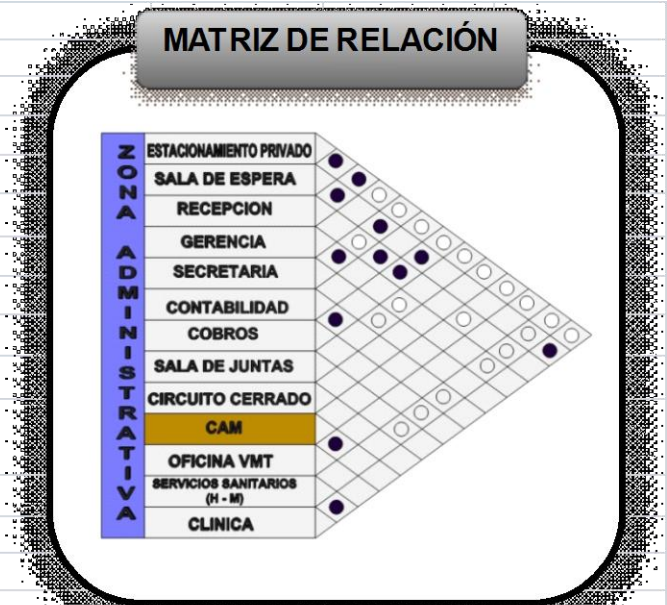 MATRIZ DE RELACIÓN
ZONA ADMINISTRATIVA
ESTACIONAMIENTO PRIVADO
SALA DE ESPERA
RECEPCION
GERENCIA
SECRETARIA
CONTABILIDAD
COBROS
SALA DE JUNTAS
CIRCUITO CERRADO
CAM
OFICINA VMT
SERVICIOS SANITARIOS
(H - M)
CLINICA